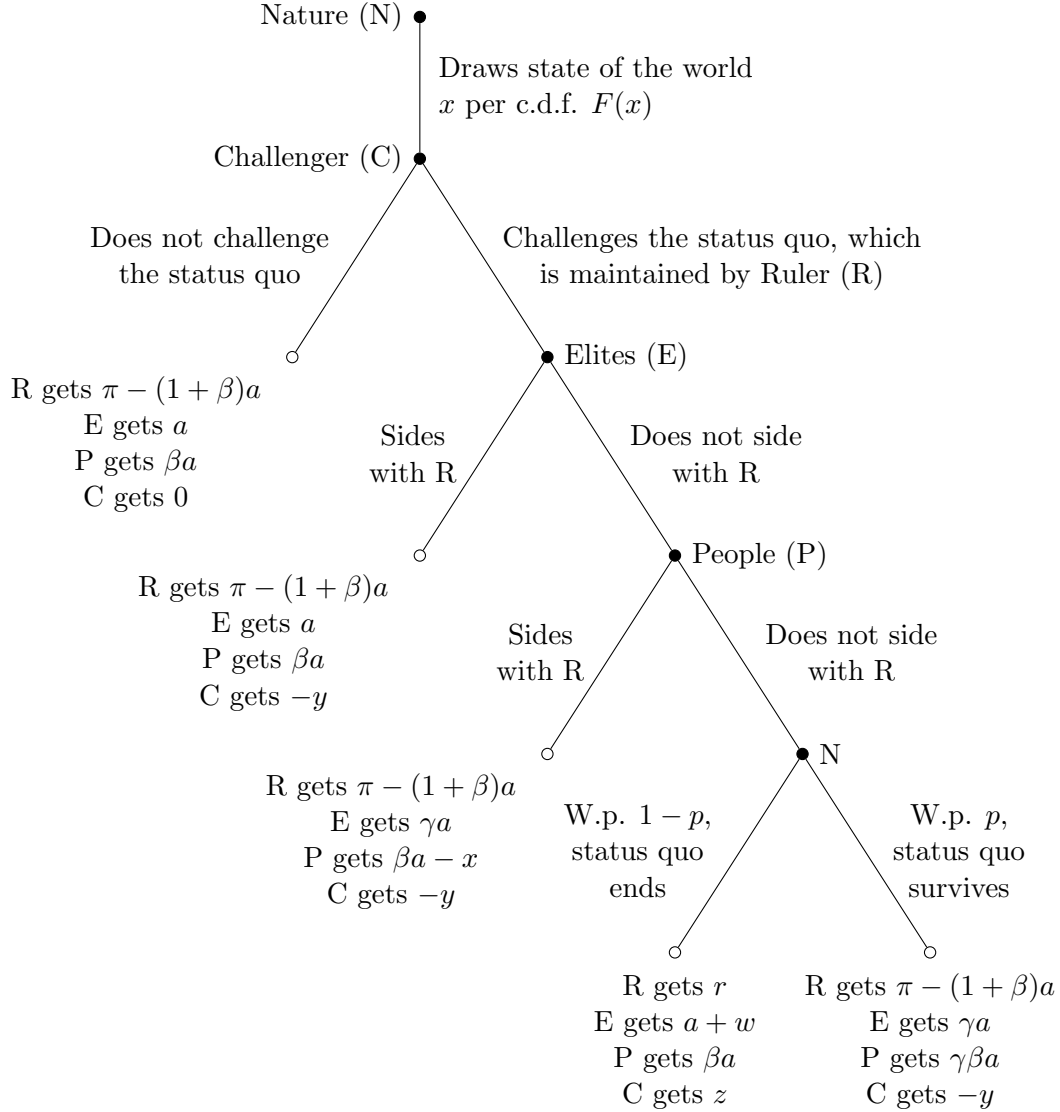 Nature (N)
Draws state of the world
x per c.d.f. F(x)
Challenger (C)
Does not challenge
the status quo
Challenges the status quo, which
is maintained by Ruler (R)
Elites (E)
R gets π − (1 + β)a
E gets a
P gets βa
C gets 0
Sides
with R
Does not side
with R
People (P)
R gets π − (1 + β)a
E gets a
P gets βa
C gets −y
Sides
with R
Does not side
with R
N
R gets π − (1 + β)a
E gets γa
P gets βa − x
C gets −y
W.p. 1 − p,
status quo
ends
W.p. p,
status quo
survives
R gets r
E gets a + w
P gets βa
C gets z
R gets π − (1 + β)a
E gets γa
P gets γβa
C gets −y